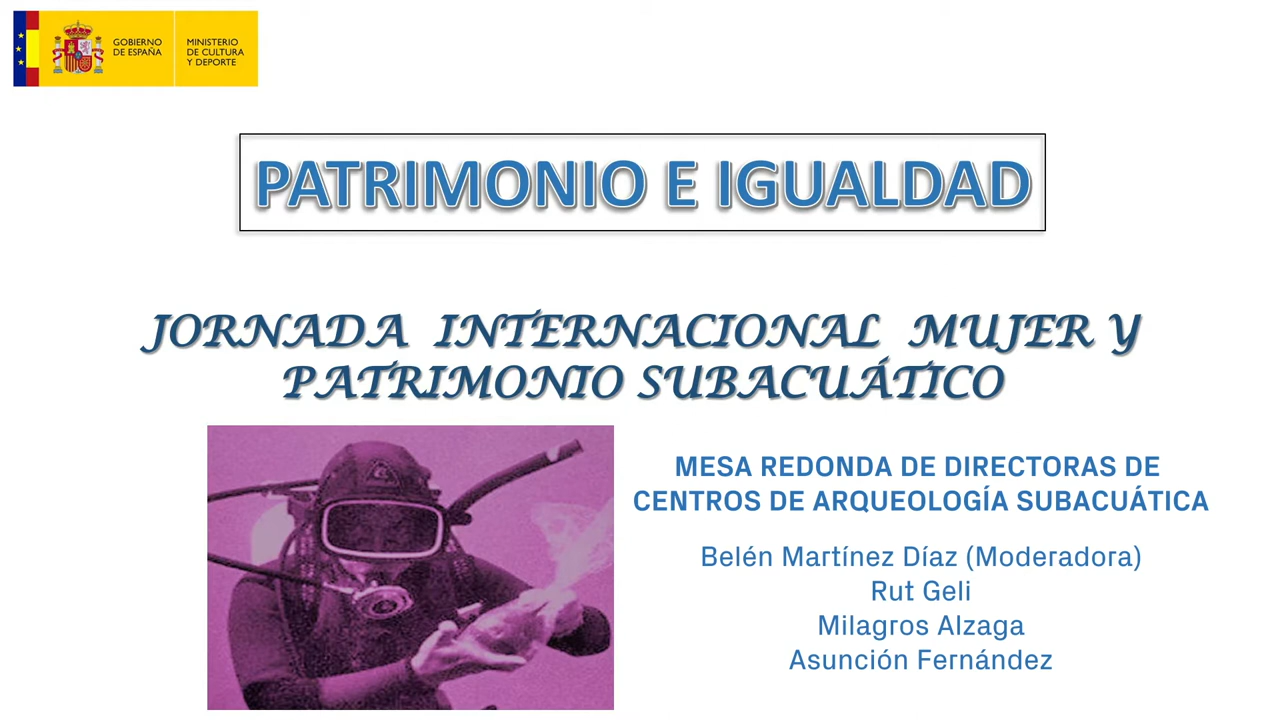 GOBIERNO
DE ESPAÑA
MINISTERIO
DE CULTURA
Y DEPORTE
PATRIMONIO E IGUALDAD
JORNADA INTERNACIONAL MUJER Y
PATRIMONIO SUBACUÁTICO
MESA REDONDA DE DIRECTORAS DE
CENTROS DE ARQUEOLOGÍA SUBACUÁTICA
Belén Martínez Díaz (Moderadora)
Rut Geli
Milagros Alzaga
Asunción Fernández